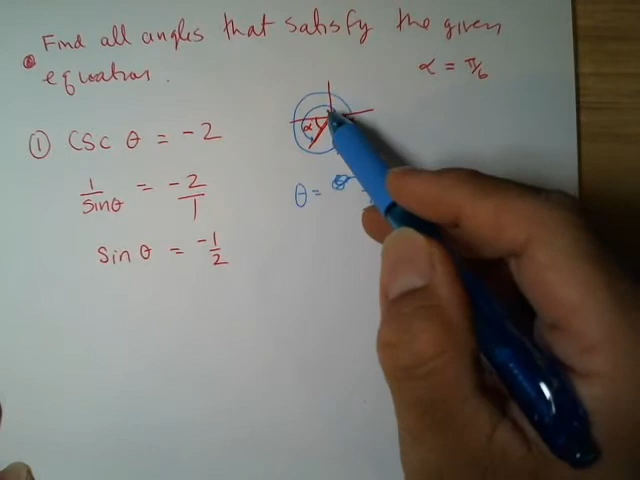 Find all angles that satisfy the given
equation.
α = π/6
① csc θ = -2
α
1/sinθ = -2/1
θ =
sin θ = -1/2